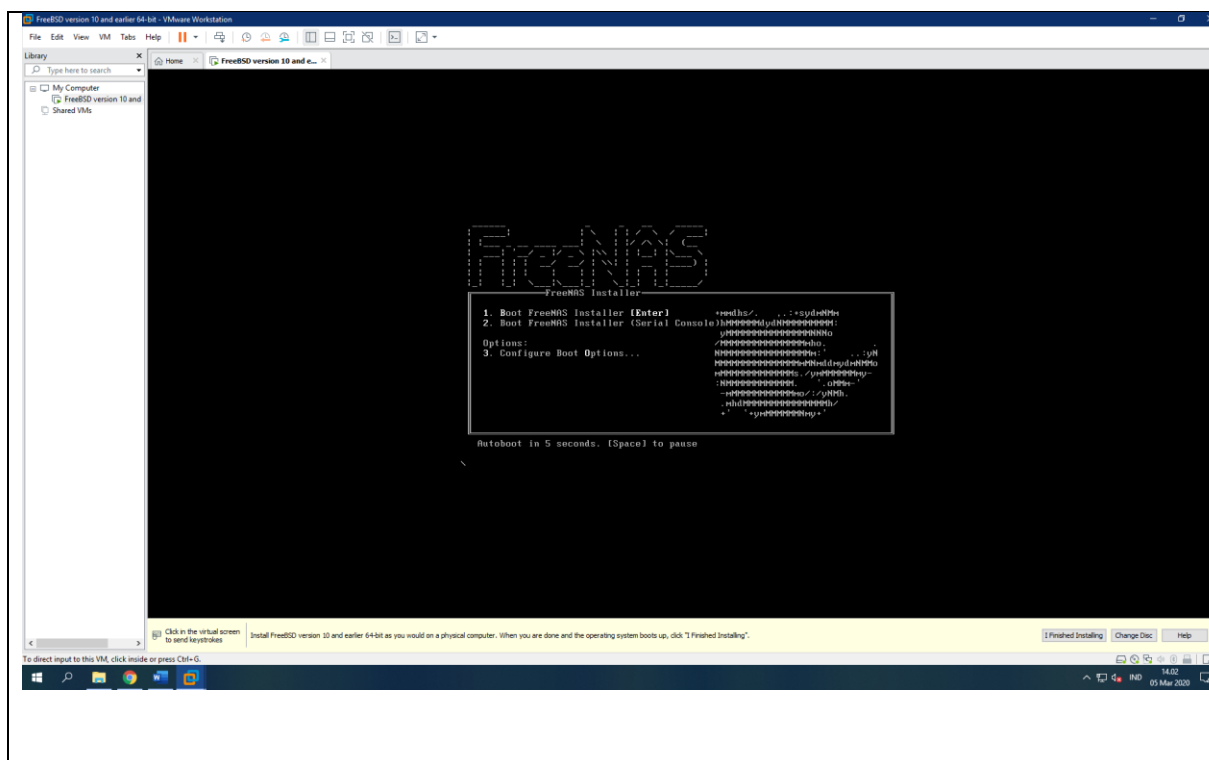 FreeBSD version 10 and earlier 64-bit - VMware Workstation
File Edit View VM Tabs Help
Library
Type here to search
My Computer
FreeBSD version 10 and
Shared VMs
Home
FreeBSD version 10 and e...
FreeNAS
FreeNAS Installer
1. Boot FreeNAS Installer [Enter]
2. Boot FreeNAS Installer (Serial Console)
Options:
3. Configure Boot Options...
Autoboot in 5 seconds. [Space] to pause
Click in the virtual screen
to send keystrokes
Install FreeBSD version 10 and earlier 64-bit as you would on a physical computer. When you are done and the operating system boots up, click "I Finished Installing".
I Finished Installing
Change Disc
Help
To direct input to this VM, click inside or press Ctrl+G.
IND
14.02
05 Mar 2020